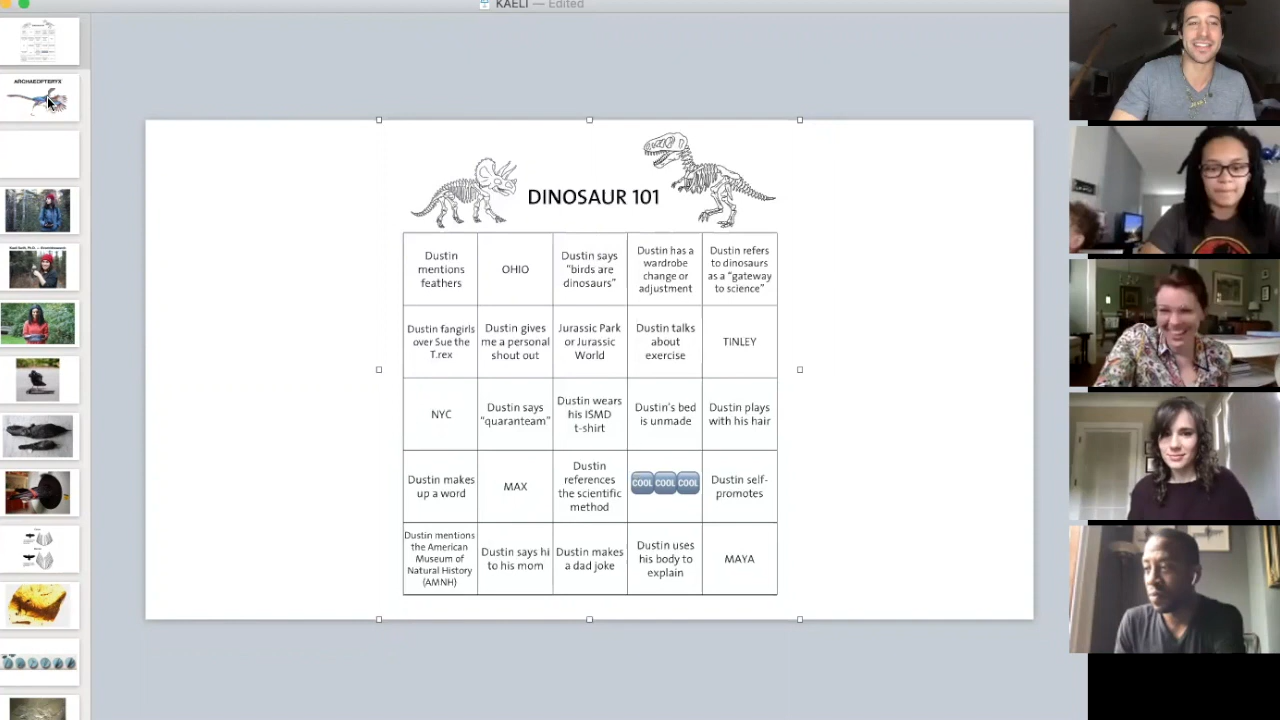 KAELI — Edited
ARCHAEOPTERYX
DINOSAUR 101
Dustin
mentions
feathers
OHIO
Dustin says
"birds are
dinosaurs"
Dustin has a
wardrobe
change or
adjustment
Dustin refers
to dinosaurs
as a "gateway
to science"
Dustin fangirls
over Sue the
T.rex
Dustin gives
me a personal
shout out
Jurassic Park
or Jurassic
World
Dustin talks
about
exercise
TiNLEY
NYC
Dustin says
"quaranteam"
Dustin wears
his ISMD
t-shirt
Dustin's bed
is unmade
Dustin plays
with his hair
Dustin makes
up a word
MAX
Dustin
references
the scientific
method
COOL COOL COOL
Dustin self-
promotes
Dustin mentions
the American
Museum of
Natural History
(AMNH)
Dustin says hi
to his mom
Dustin makes
a dad joke
Dustin uses
his body to
explain
MAYA